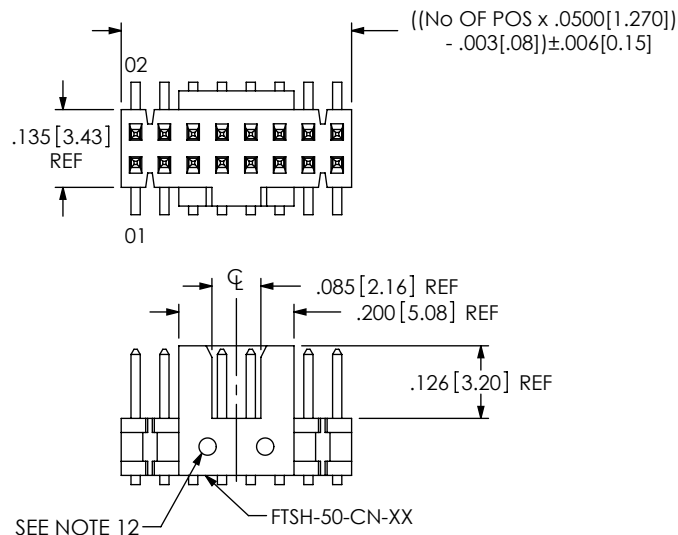 ((No OF POS x .0500[1.270])
- .003[.08])±.006[0.15]
02
.135[3.43]
REF
01
℄
.085[2.16] REF
.200[5.08] REF
.126[3.20] REF
SEE NOTE 12
FTSH-50-CN-XX